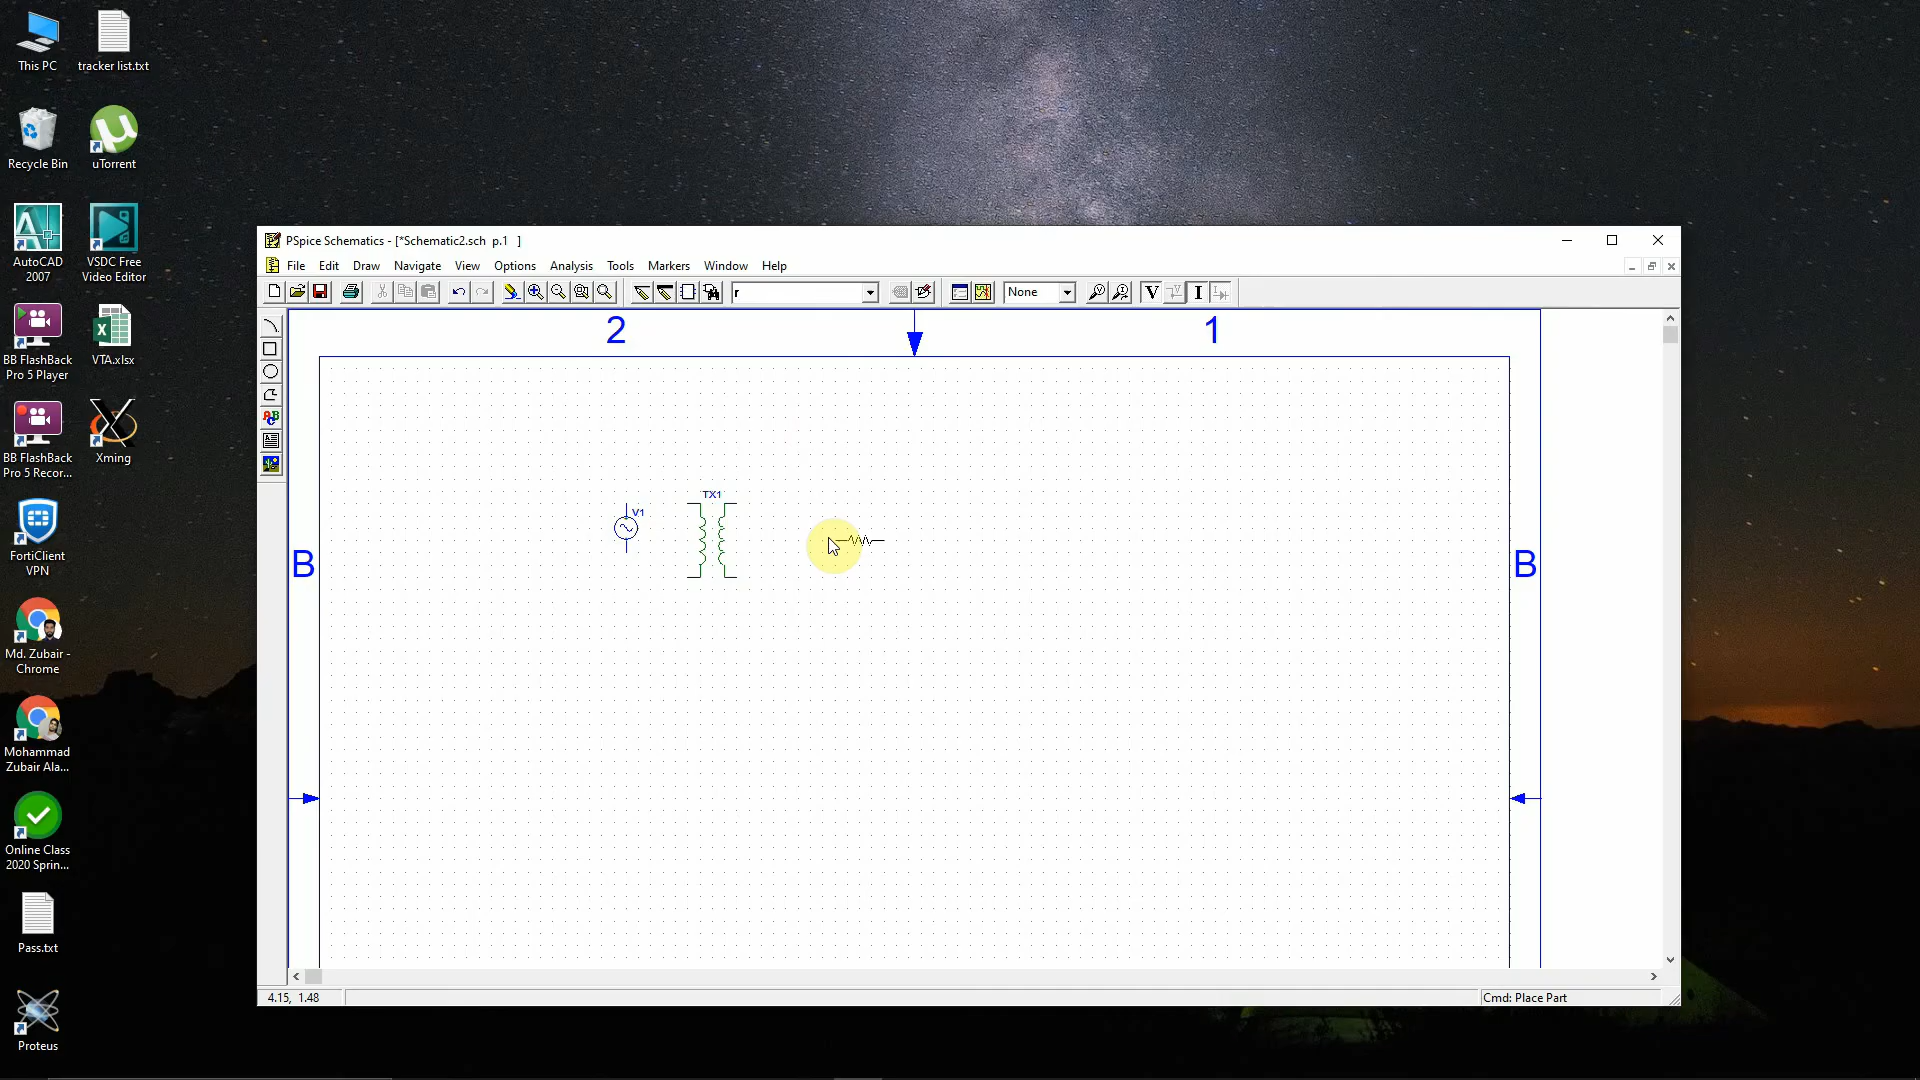 This PC
tracker list.txt
Recycle Bin
uTorrent
AutoCAD
2007
VSDC Free
Video Editor
BB FlashBack
Pro 5 Player
VTA.xlsx
BB FlashBack
Pro 5 Recor...
Xming
FortiClient
VPN
Md. Zubair -
Chrome
Mohammad
Zubair Ala...
Online Class
2020 Sprin...
Pass.txt
Proteus
PSpice Schematics - [*Schematic2.sch p.1 ]
File Edit Draw Navigate View Options Analysis Tools Markers Window Help
r
None
V
I
2
1
TX1
V1
B
B
4.15, 1.48
Cmd: Place Part